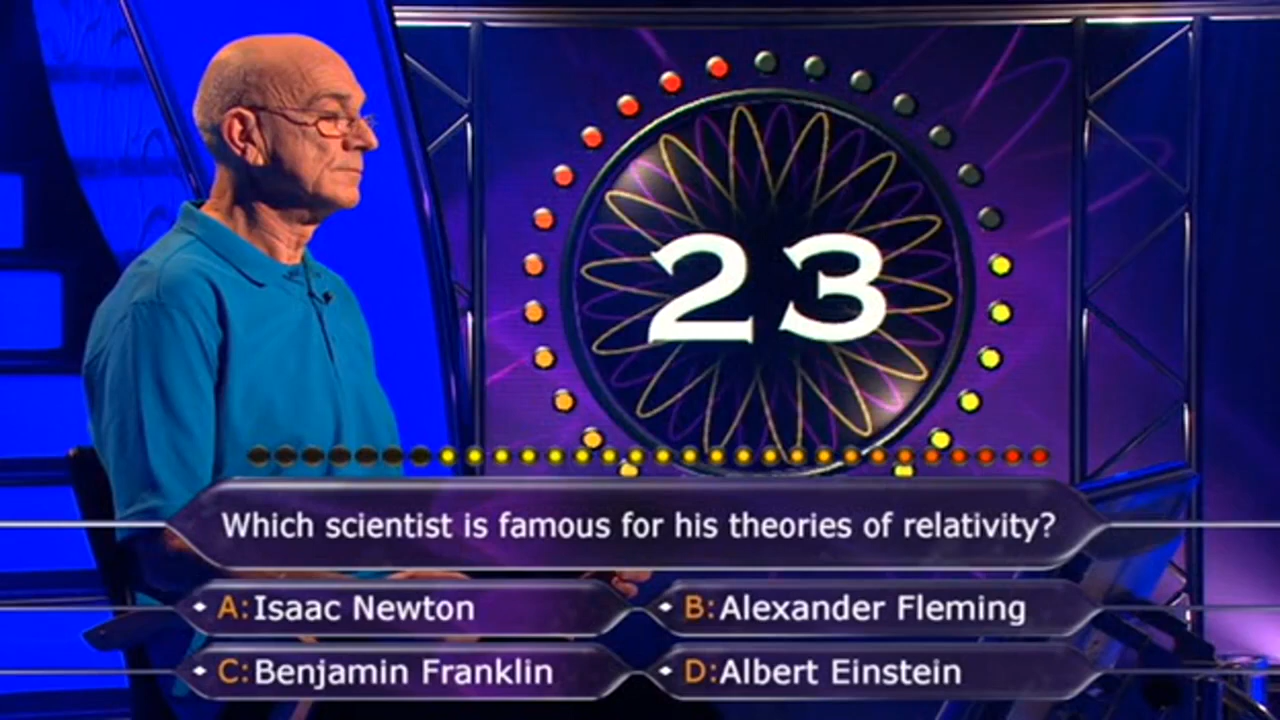 23
Which scientist is famous for his theories of relativity?
A: Isaac Newton
B: Alexander Fleming
C: Benjamin Franklin
D: Albert Einstein